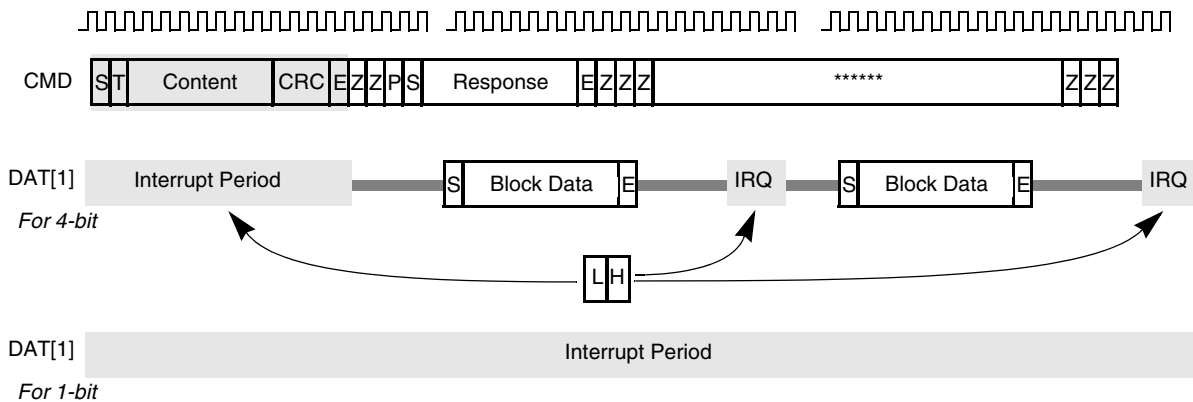 CMD S T Content CRC E Z Z P S Response E Z Z Z ****** Z Z Z
DAT[1] Interrupt Period S Block Data E IRQ S Block Data E IRQ
For 4-bit
L H
DAT[1] Interrupt Period
For 1-bit